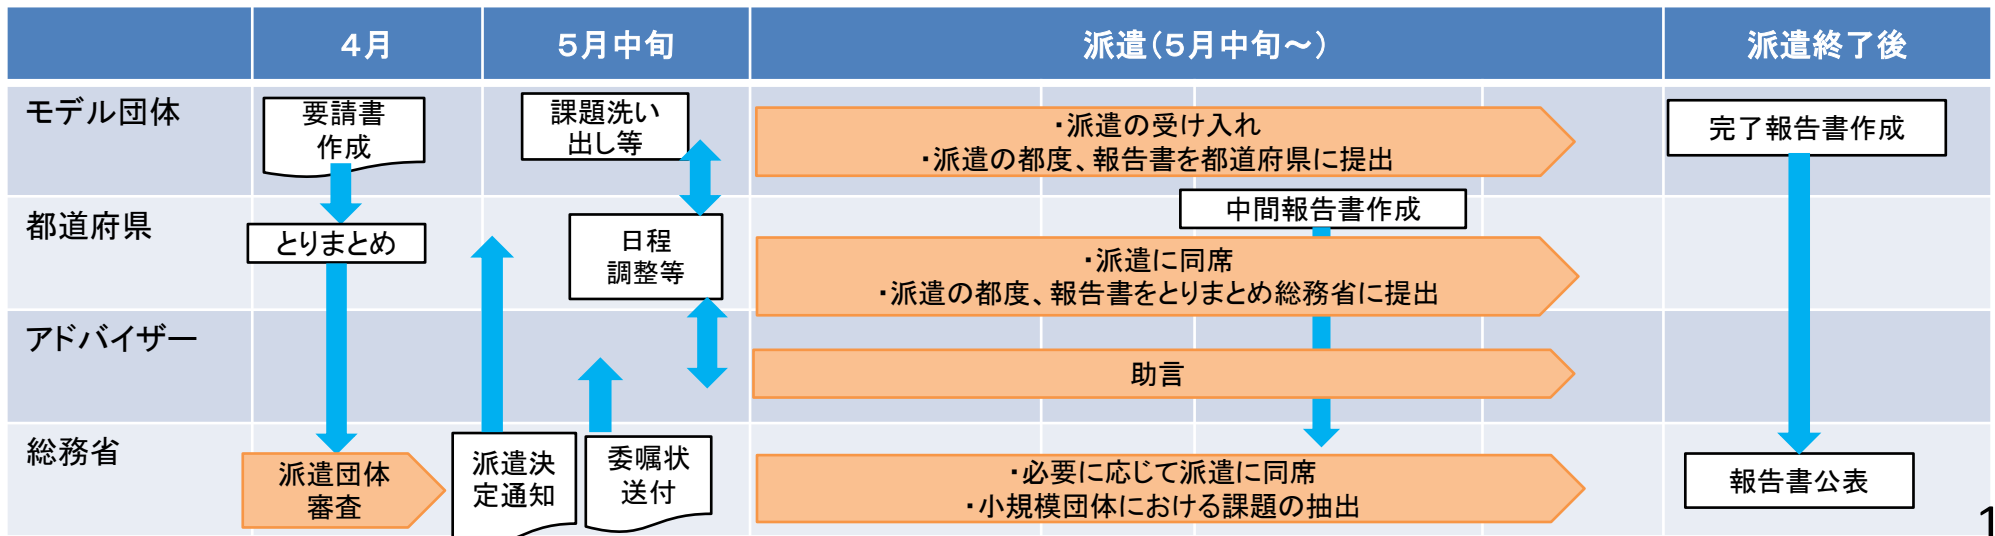 ４月
５月中旬
派遣（５月中旬～）
派遣終了後
モデル団体
要請書
作成
課題洗い
出し等
・派遣の受け入れ
・派遣の都度、報告書を都道府県に提出
完了報告書作成
都道府県
とりまとめ
日程
調整等
中間報告書作成
・派遣に同席
・派遣の都度、報告書をとりまとめ総務省に提出
アドバイザー
助言
総務省
派遣団体
審査
派遣決
定通知
委嘱状
送付
・必要に応じて派遣に同席
・小規模団体における課題の抽出
報告書公表
1